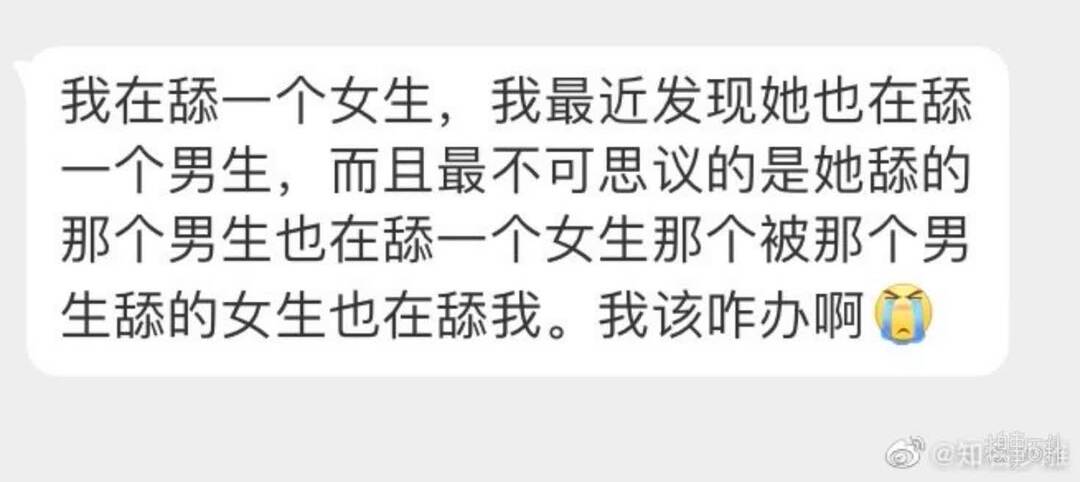 我在舔一个女生，我最近发现她也在舔
一个男生，而且最不可思议的是她舔的
那个男生也在舔一个女生那个被那个男
生舔的女生也在舔我。我该咋办啊😭